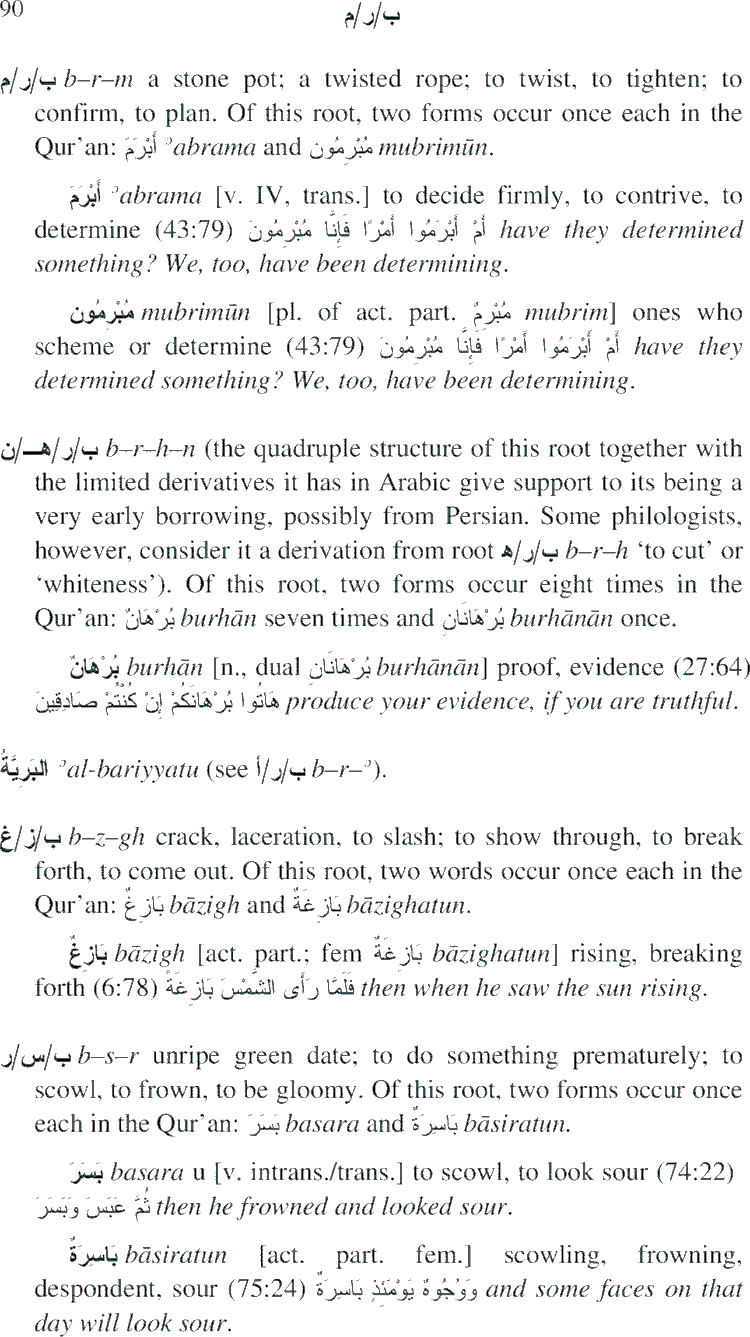 90
ب/ر/م
ب/ر/م b–r–m a stone pot; a twisted rope; to twist, to tighten; to
confirm, to plan. Of this root, two forms occur once each in the
Qur’an: أَبْرَمَ ʾabrama and مُبْرِمُون mubrimūn.
أَبْرَمَ ʾabrama [v. IV, trans.] to decide firmly, to contrive, to
determine (43:79) أَمْ أَبْرَمُوا أَمْرًا فَإِنَّا مُبْرِمُونَ have they determined
something? We, too, have been determining.
مُبْرِمُون mubrimūn [pl. of act. part. مُبْرِمٌ mubrim] ones who
scheme or determine (43:79) أَمْ أَبْرَمُوا أَمْرًا فَإِنَّا مُبْرِمُونَ have they
determined something? We, too, have been determining.
ب/ر/هـ/ن b–r–h–n (the quadruple structure of this root together with
the limited derivatives it has in Arabic give support to its being a
very early borrowing, possibly from Persian. Some philologists,
however, consider it a derivation from root ب/ر/ه b–r–h ‘to cut’ or
‘whiteness’). Of this root, two forms occur eight times in the
Qur’an: بُرْهَانٌ burhān seven times and بُرْهَانَانِ burhānān once.
بُرْهَانٌ burhān [n., dual بُرْهَانَانِ burhānān] proof, evidence (27:64)
هَاتُوا بُرْهَانَكُمْ إِنْ كُنْتُمْ صَادِقِينَ produce your evidence, if you are truthful.
البَرِيَّةُ ʾal-bariyyatu (see ب/ر/أ b–r–ʾ).
ب/ز/غ b–z–gh crack, laceration, to slash; to show through, to break
forth, to come out. Of this root, two words occur once each in the
Qur’an: بَازِغٌ bāzigh and بَازِغَةٌ bāzighatun.
بَازِغٌ bāzigh [act. part.; fem بَازِغَةٌ bāzighatun] rising, breaking
forth (6:78) فَلَمَّا رَأَى الشَّمْسَ بَازِغَةً then when he saw the sun rising.
ب/س/ر b–s–r unripe green date; to do something prematurely; to
scowl, to frown, to be gloomy. Of this root, two forms occur once
each in the Qur’an: بَسَرَ basara and بَاسِرَةٌ bāsiratun.
بَسَرَ basara u [v. intrans./trans.] to scowl, to look sour (74:22)
ثُمَّ عَبَسَ وَبَسَرَ then he frowned and looked sour.
بَاسِرَةٌ bāsiratun [act. part. fem.] scowling, frowning,
despondent, sour (75:24) وَوُجُوهٌ يَوْمَئِذٍ بَاسِرَةٌ and some faces on that
day will look sour.